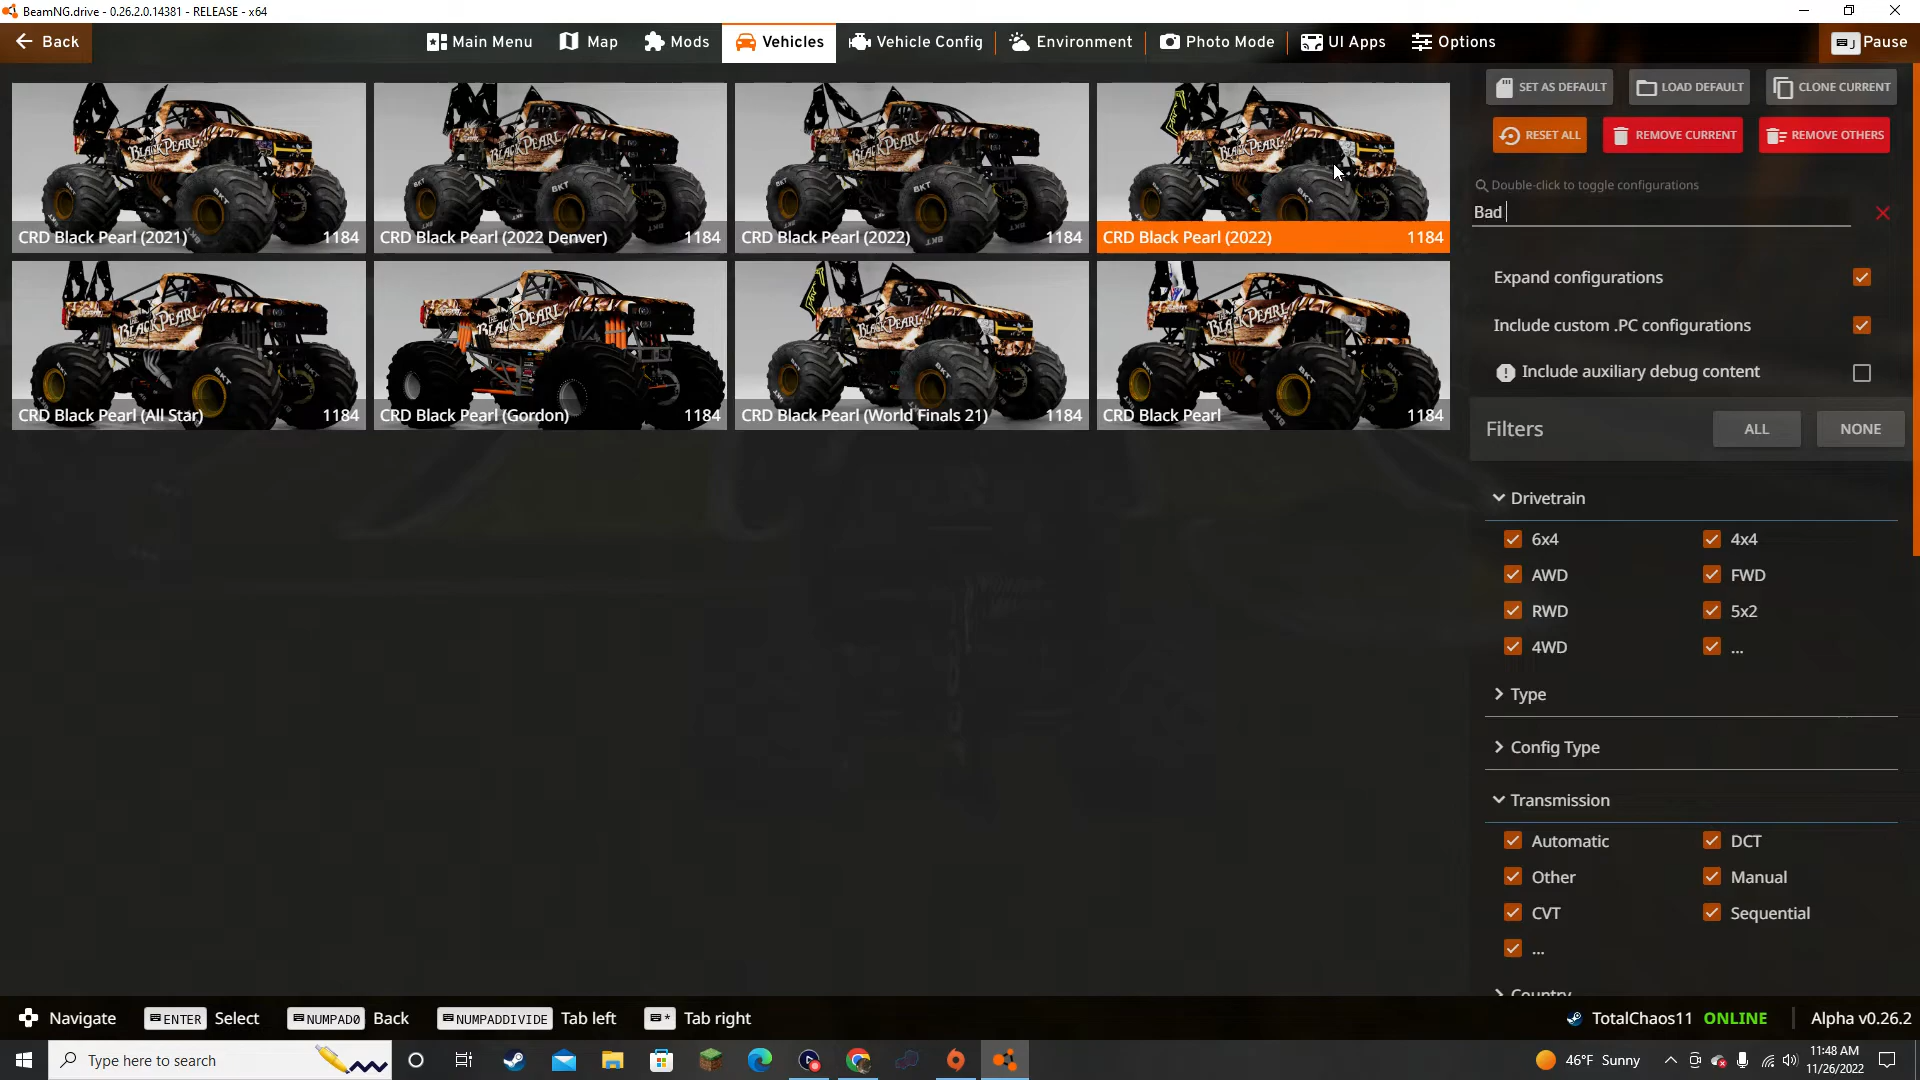 BeamNG.drive - 0.26.2.0.14381 - RELEASE - x64
Back
Main Menu
Map
Mods
Vehicles
Vehicle Config
Environment
Photo Mode
UI Apps
Options
J Pause
SET AS DEFAULT
LOAD DEFAULT
CLONE CURRENT
RESET ALL
REMOVE CURRENT
REMOVE OTHERS
Double-click to toggle configurations
Bad
Expand configurations
Include custom .PC configurations
Include auxiliary debug content
Filters
ALL
NONE
Drivetrain
6x4
4x4
AWD
FWD
RWD
5x2
4WD
...
Type
Config Type
Transmission
Automatic
DCT
Other
Manual
CVT
Sequential
...
Country
CRD Black Pearl (2021) 1184
CRD Black Pearl (2022 Denver) 1184
CRD Black Pearl (2022) 1184
CRD Black Pearl (2022) 1184
CRD Black Pearl (All Star) 1184
CRD Black Pearl (Gordon) 1184
CRD Black Pearl (World Finals 21) 1184
CRD Black Pearl 1184
Navigate
ENTER Select
NUMPAD0 Back
NUMPADDIVIDE Tab left
* Tab right
TotalChaos11 ONLINE
Alpha v0.26.2
Type here to search
46°F Sunny
11:48 AM
11/26/2022